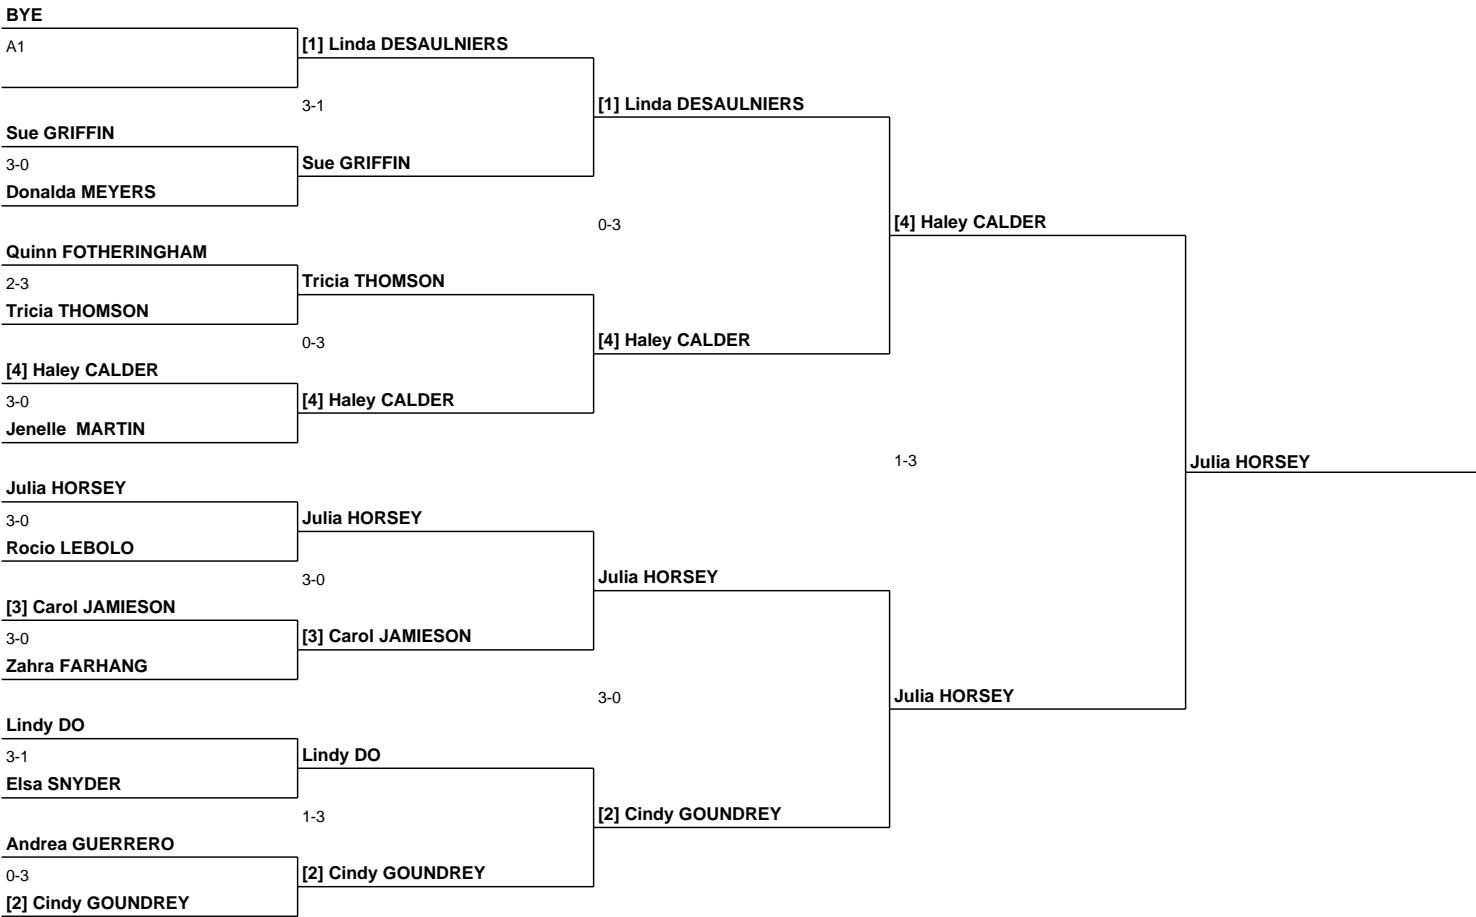 BYE
A1
[1] Linda DESAULNIERS
3-1
[1] Linda DESAULNIERS
Sue GRIFFIN
3-0
Sue GRIFFIN
Donalda MEYERS
0-3
[4] Haley CALDER
Quinn FOTHERINGHAM
2-3
Tricia THOMSON
Tricia THOMSON
0-3
[4] Haley CALDER
[4] Haley CALDER
3-0
[4] Haley CALDER
Jenelle  MARTIN
1-3
Julia HORSEY
Julia HORSEY
3-0
Julia HORSEY
Rocio LEBOLO
3-0
Julia HORSEY
[3] Carol JAMIESON
3-0
[3] Carol JAMIESON
Zahra FARHANG
3-0
Julia HORSEY
Lindy DO
3-1
Lindy DO
Elsa SNYDER
1-3
[2] Cindy GOUNDREY
Andrea GUERRERO
0-3
[2] Cindy GOUNDREY
[2] Cindy GOUNDREY